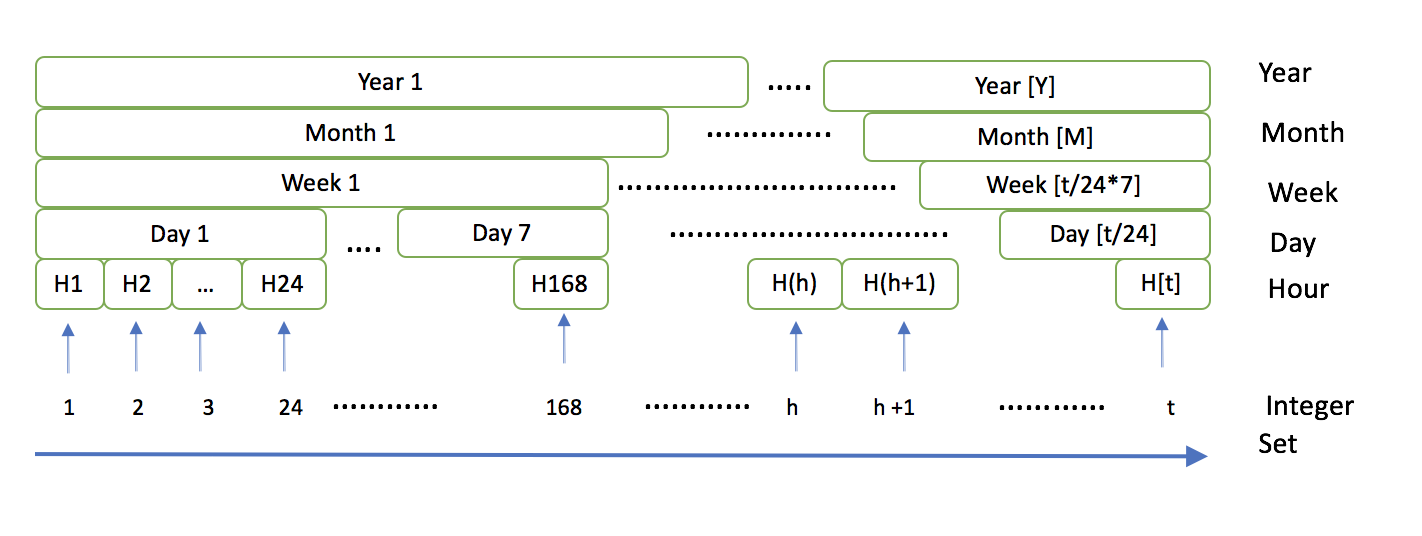 Year 1 ..... Year [Y] Year
Month 1 .............. Month [M] Month
Week 1 ............................... Week [t/24*7] Week
Day 1 .... Day 7 ............................... Day [t/24] Day
H1 H2 ... H24 H168 H(h) H(h+1) H[t] Hour
1 2 3 24 ............ 168 ............ h h +1 ............ t Integer
Set